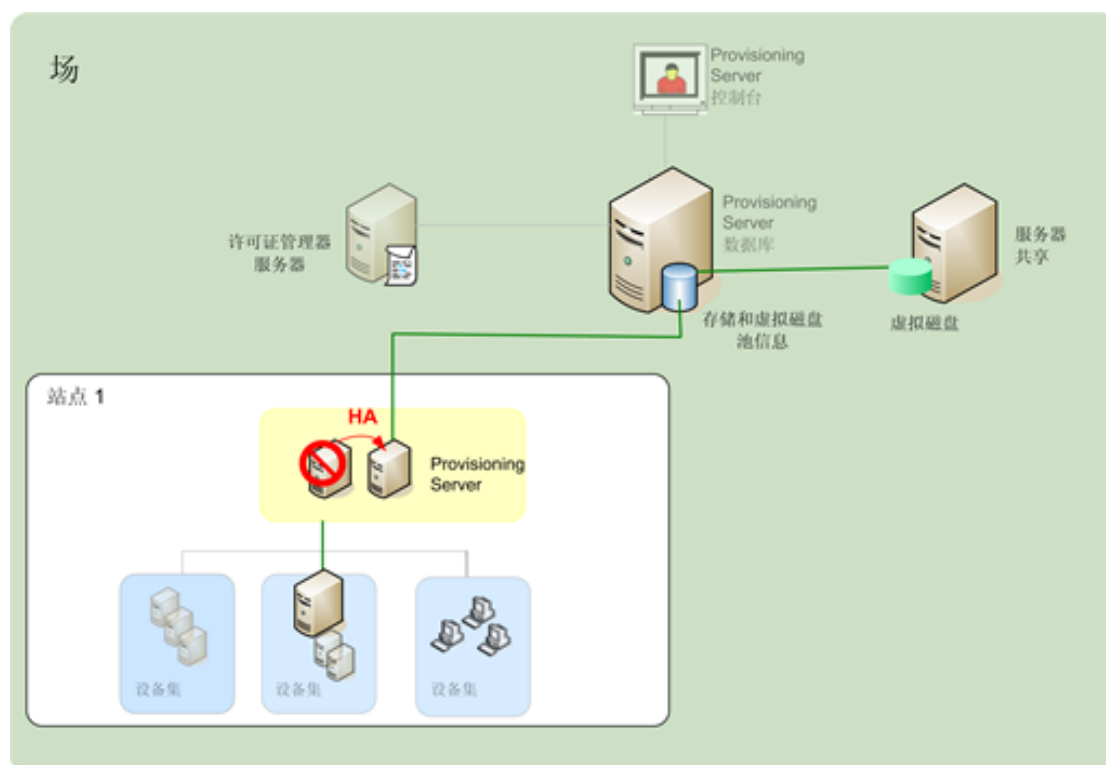 场
Provisioning
Server
控制台
Provisioning
Server
数据库
许可证管理器
服务器
服务器
共享
存储和虚拟磁盘
池信息
虚拟磁盘
站点 1
HA
Provisioning
Server
设备集
设备集
设备集